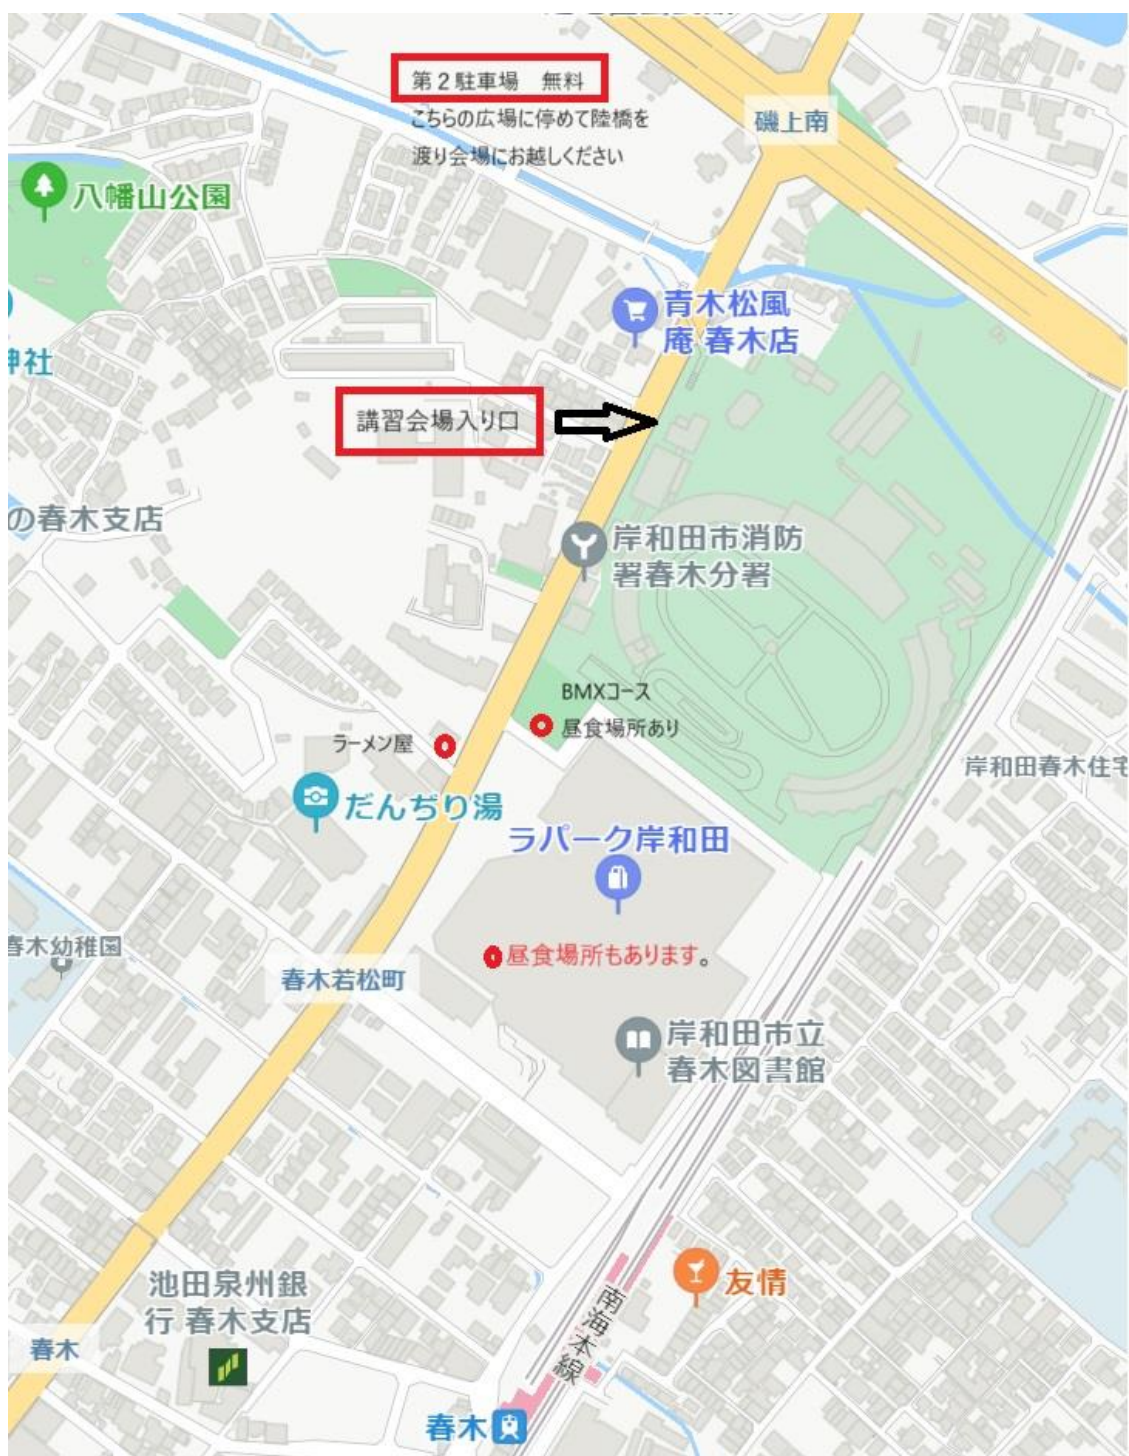 第2駐車場　無料
こちらの広場に停めて陸橋を
渡り会場にお越しください
磯上南
八幡山公園
青木松風
庵 春木店
神社
講習会場入り口
の春木支店
岸和田市消防
署春木分署
BMXコース
昼食場所あり
ラーメン屋
岸和田春木住宅
だんぢり湯
ラパーク岸和田
春木幼稚園
昼食場所もあります。
春木若松町
岸和田市立
春木図書館
友情
池田泉州銀
行 春木支店
南海本線
春木
春木